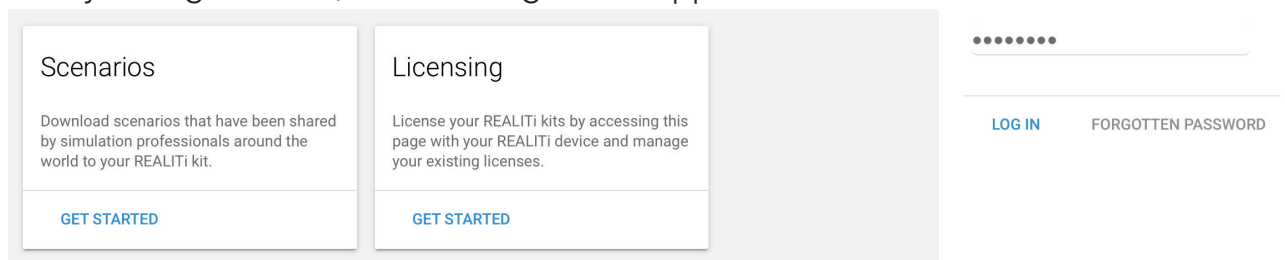 Scenarios
Download scenarios that have been shared
by simulation professionals around the
world to your REALITi kit.
GET STARTED
Licensing
License your REALITi kits by accessing this
page with your REALITi device and manage
your existing licenses.
GET STARTED
••••••••
LOG IN FORGOTTEN PASSWORD